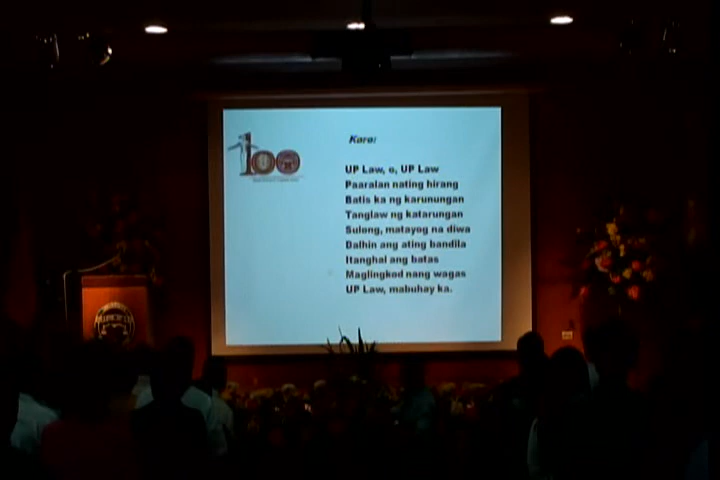 100
Koro:
UP Law, o, UP Law
Paaralan nating hirang
Batis ka ng karunungan
Tanglaw ng katarungan
Sulong, matayog na diwa
Dalhin ang ating bandila
Itanghal ang batas
Maglingkod nang wagas
UP Law, mabuhay ka.